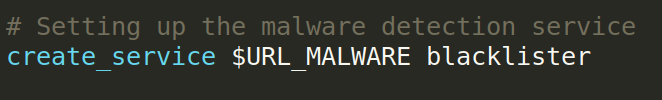 # Setting up the malware detection service
create_service $URL_MALWARE blacklister